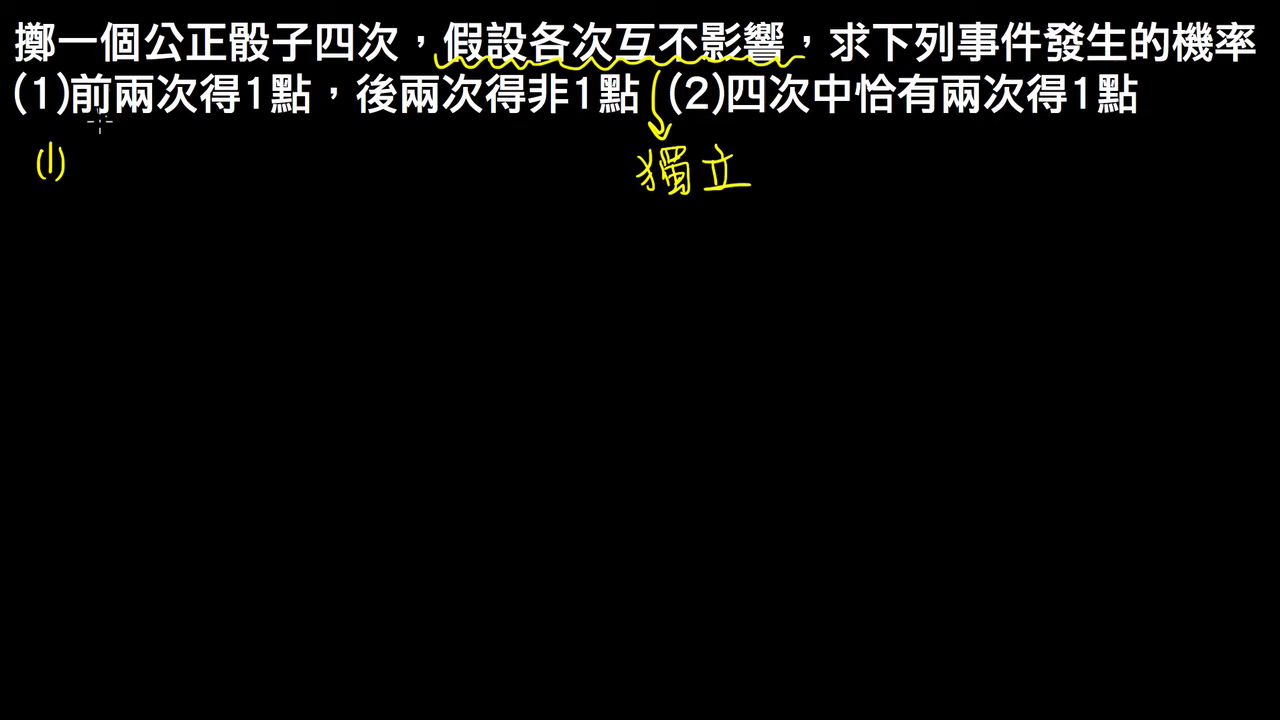 擲一個公正骰子四次，假設各次互不影響，求下列事件發生的機率
(1)前兩次得1點，後兩次得非1點 (2)四次中恰有兩次得1點
(1)
獨立